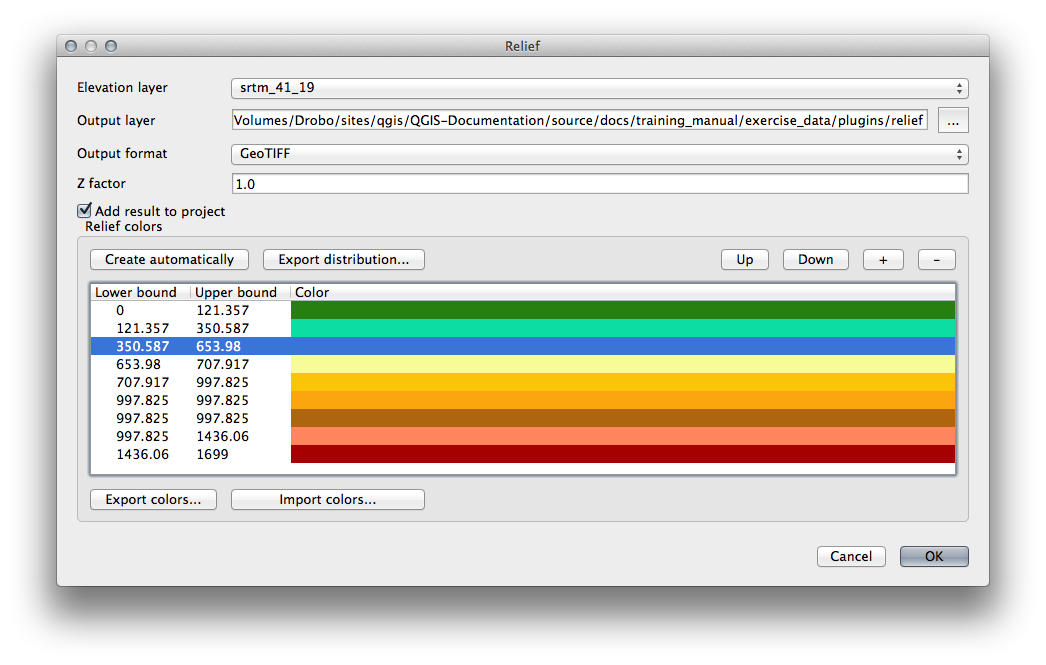 Relief
Elevation layer srtm_41_19
Output layer Volumes/Drobo/sites/qgis/QGIS-Documentation/source/docs/training_manual/exercise_data/plugins/relief ...
Output format GeoTIFF
Z factor 1.0
Add result to project
Relief colors
Create automatically Export distribution... Up Down + -
Lower bound Upper bound Color
0 121.357
121.357 350.587
350.587 653.98
653.98 707.917
707.917 997.825
997.825 997.825
997.825 997.825
997.825 1436.06
1436.06 1699
Export colors... Import colors...
Cancel OK